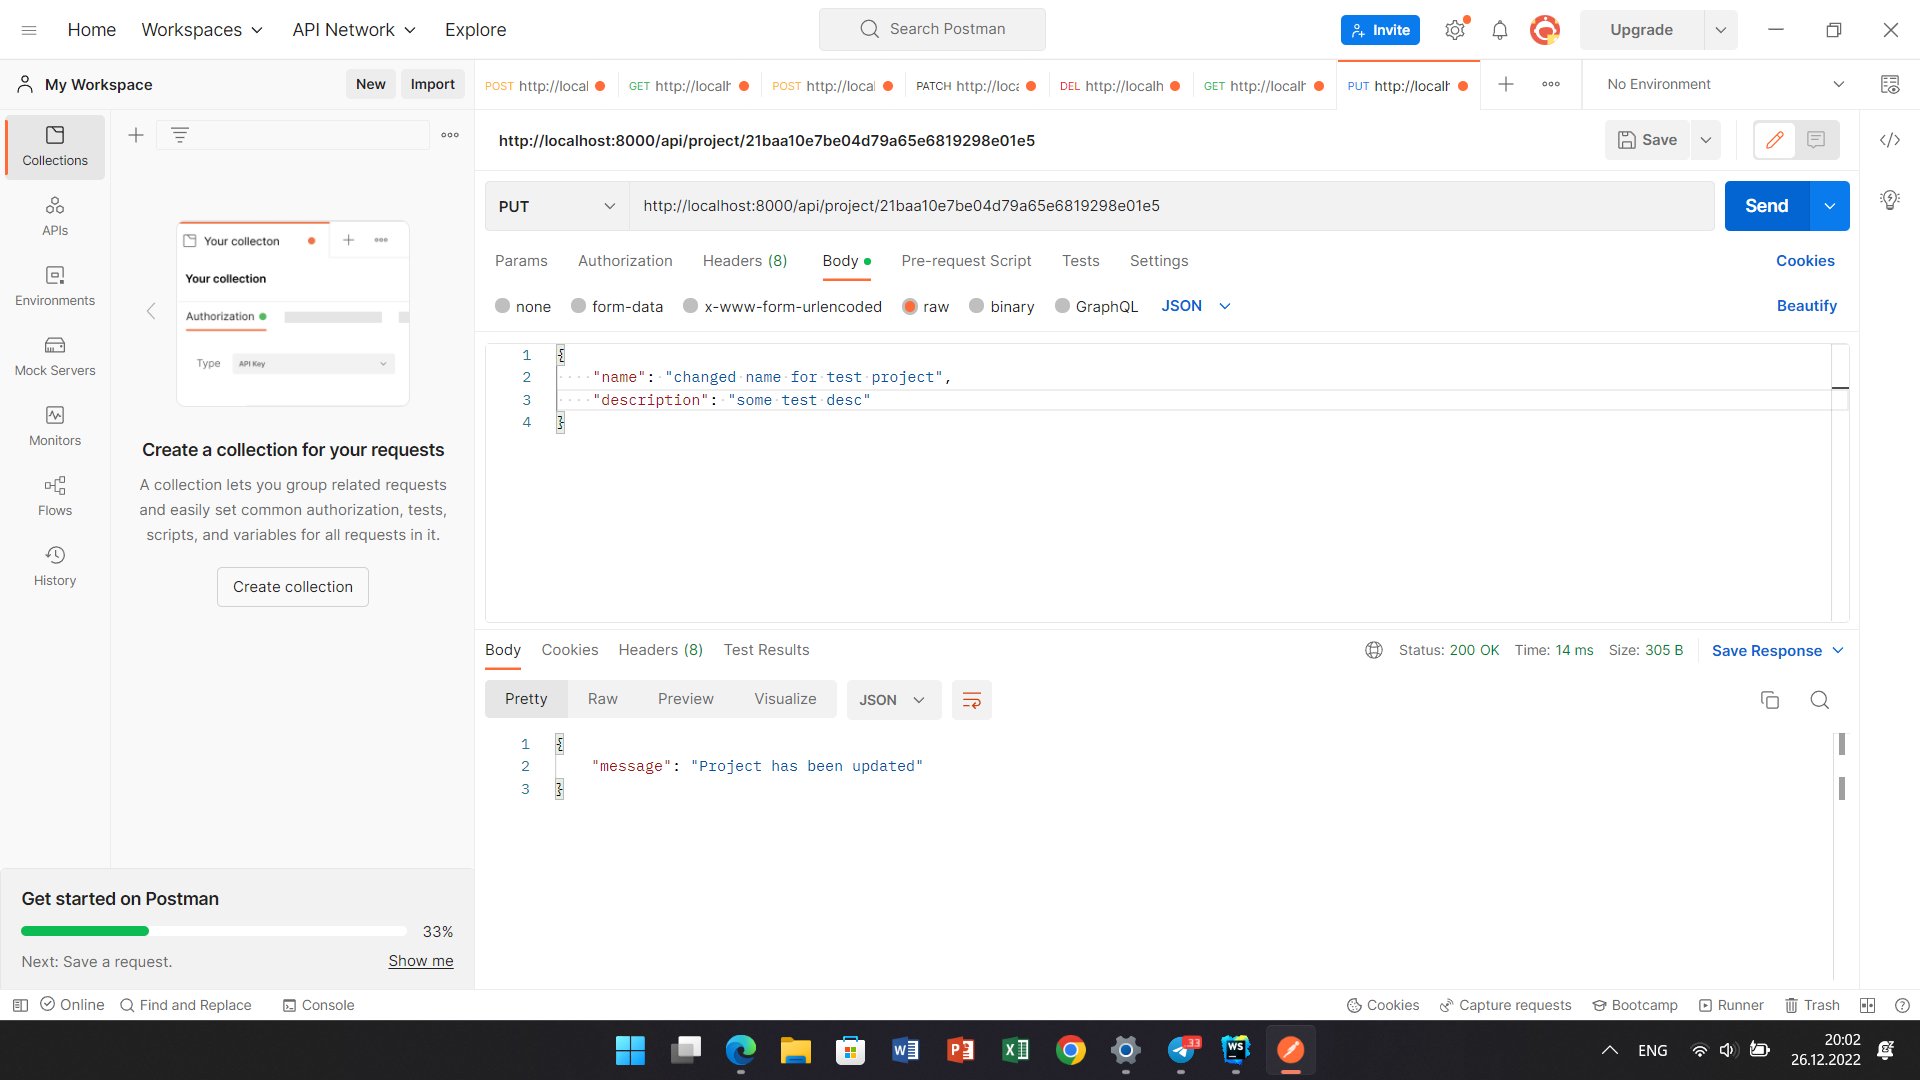 Home Workspaces API Network Explore Search Postman Invite Upgrade
My Workspace New Import
POST http://local GET http://localh POST http://local PATCH http://loca DEL http://localh GET http://localh PUT http://localh No Environment
Collections
APIs
Environments
Mock Servers
Monitors
Flows
History
Your collecton
Your collection
Authorization
Type API Key
Create a collection for your requests
A collection lets you group related requests
and easily set common authorization, tests,
scripts, and variables for all requests in it.
Create collection
Get started on Postman
33%
Next: Save a request. Show me
http://localhost:8000/api/project/21baa10e7be04d79a65e6819298e01e5 Save
PUT http://localhost:8000/api/project/21baa10e7be04d79a65e6819298e01e5 Send
Params Authorization Headers (8) Body Pre-request Script Tests Settings Cookies
none form-data x-www-form-urlencoded raw binary GraphQL JSON Beautify
1 {
2 "name": "changed name for test project",
3 "description": "some test desc"
4 }
Body Cookies Headers (8) Test Results Status: 200 OK Time: 14 ms Size: 305 B Save Response
Pretty Raw Preview Visualize JSON
1 {
2 "message": "Project has been updated"
3 }
Online Find and Replace Console Cookies Capture requests Bootcamp Runner Trash
33 WS ENG 20:02
26.12.2022